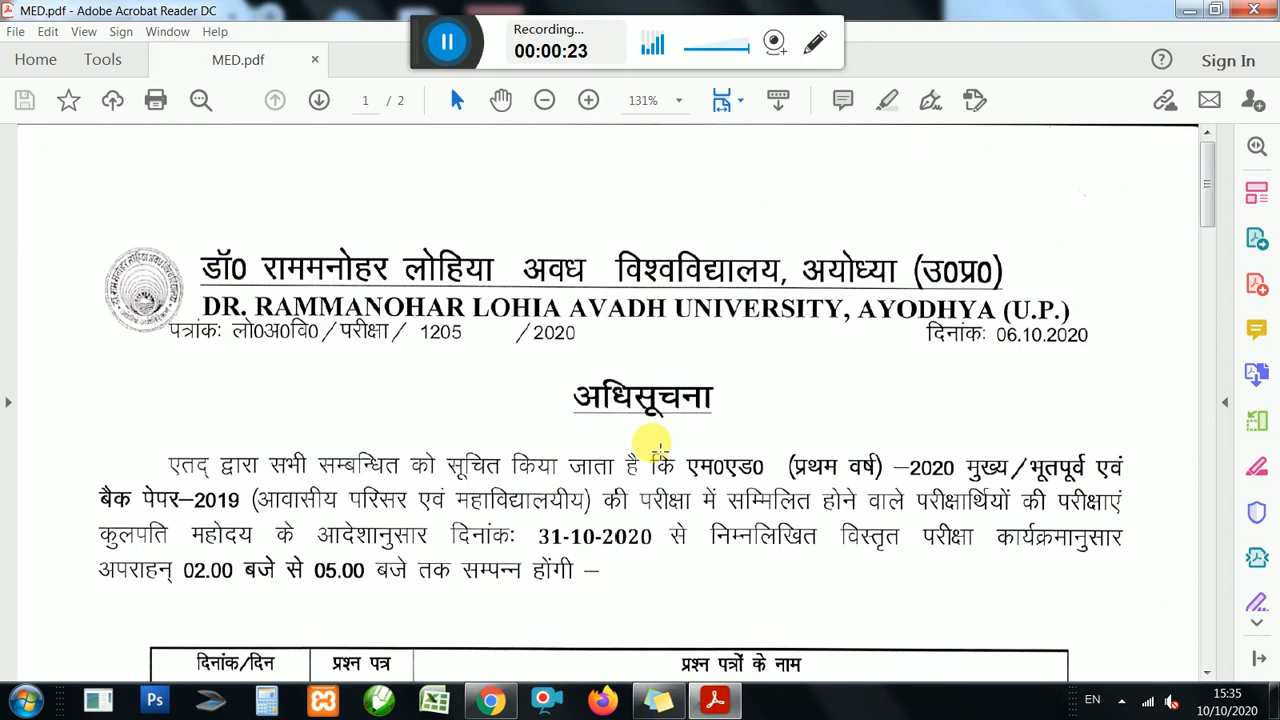 MED.pdf - Adobe Acrobat Reader DC
File Edit View Sign Window Help
Recording...
00:00:23
Home Tools MED.pdf × Sign In
1 / 2 131%
डॉ0 राममनोहर लोहिया अवध विश्वविद्यालय, अयोध्या (उ0प्र0)
DR. RAMMANOHAR LOHIA AVADH UNIVERSITY, AYODHYA (U.P.)
पत्रांकः लो0अ0वि0/परीक्षा/ 1205 /2020 दिनांकः 06.10.2020
अधिसूचना
एतद् द्वारा सभी सम्बन्धित को सूचित किया जाता है कि एम0एड0 (प्रथम वर्ष) –2020 मुख्य/भूतपूर्व एवं
बैक पेपर–2019 (आवासीय परिसर एवं महाविद्यालयीय) की परीक्षा में सम्मिलित होने वाले परीक्षार्थियों की परीक्षाएं
कुलपति महोदय के आदेशानुसार दिनांकः 31-10-2020 से निम्नलिखित विस्तृत परीक्षा कार्यक्रमानुसार
अपराहन् 02.00 बजे से 05.00 बजे तक सम्पन्न होंगी –
दिनांक/दिन प्रश्न पत्र प्रश्न पत्रों के नाम
Ps
EN 15:35
10/10/2020